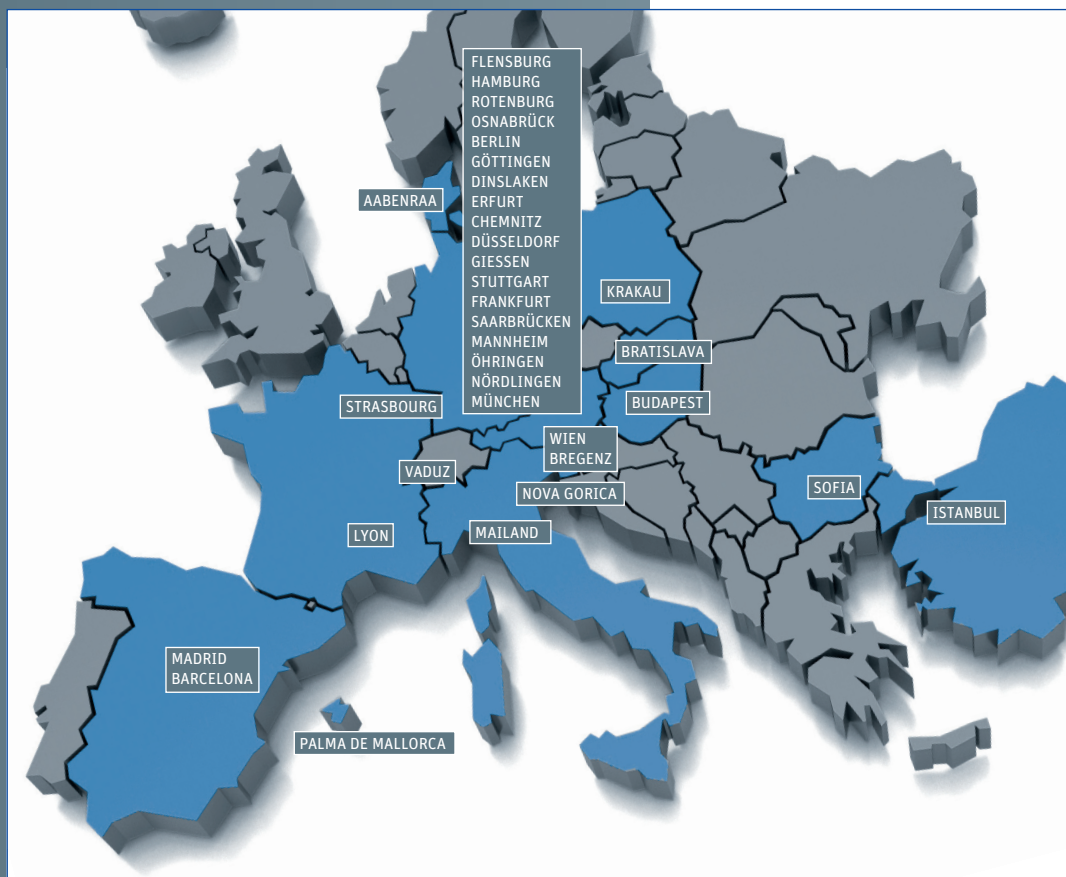 FLENSBURG
HAMBURG
ROTENBURG
OSNABRÜCK
BERLIN
GÖTTINGEN
DINSLAKEN
ERFURT
CHEMNITZ
DÜSSELDORF
GIESSEN
STUTTGART
FRANKFURT
SAARBRÜCKEN
MANNHEIM
ÖHRINGEN
NÖRDLINGEN
MÜNCHEN
AABENRAA
KRAKAU
BRATISLAVA
STRASBOURG
BUDAPEST
WIEN
BREGENZ
VADUZ
NOVA GORICA
SOFIA
ISTANBUL
LYON
MAILAND
MADRID
BARCELONA
PALMA DE MALLORCA